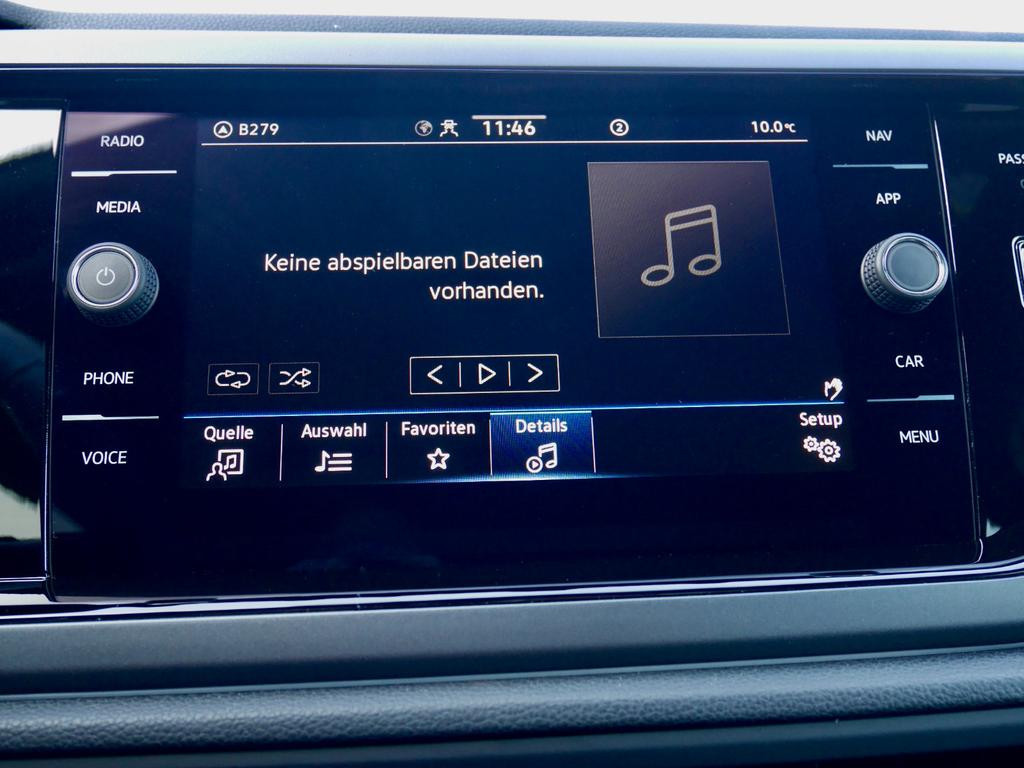 RADIO
MEDIA
PHONE
VOICE
B279
11:46
2
10.0°C
Keine abspielbaren Dateien
vorhanden.
Quelle
Auswahl
Favoriten
Details
Setup
NAV
APP
CAR
MENU